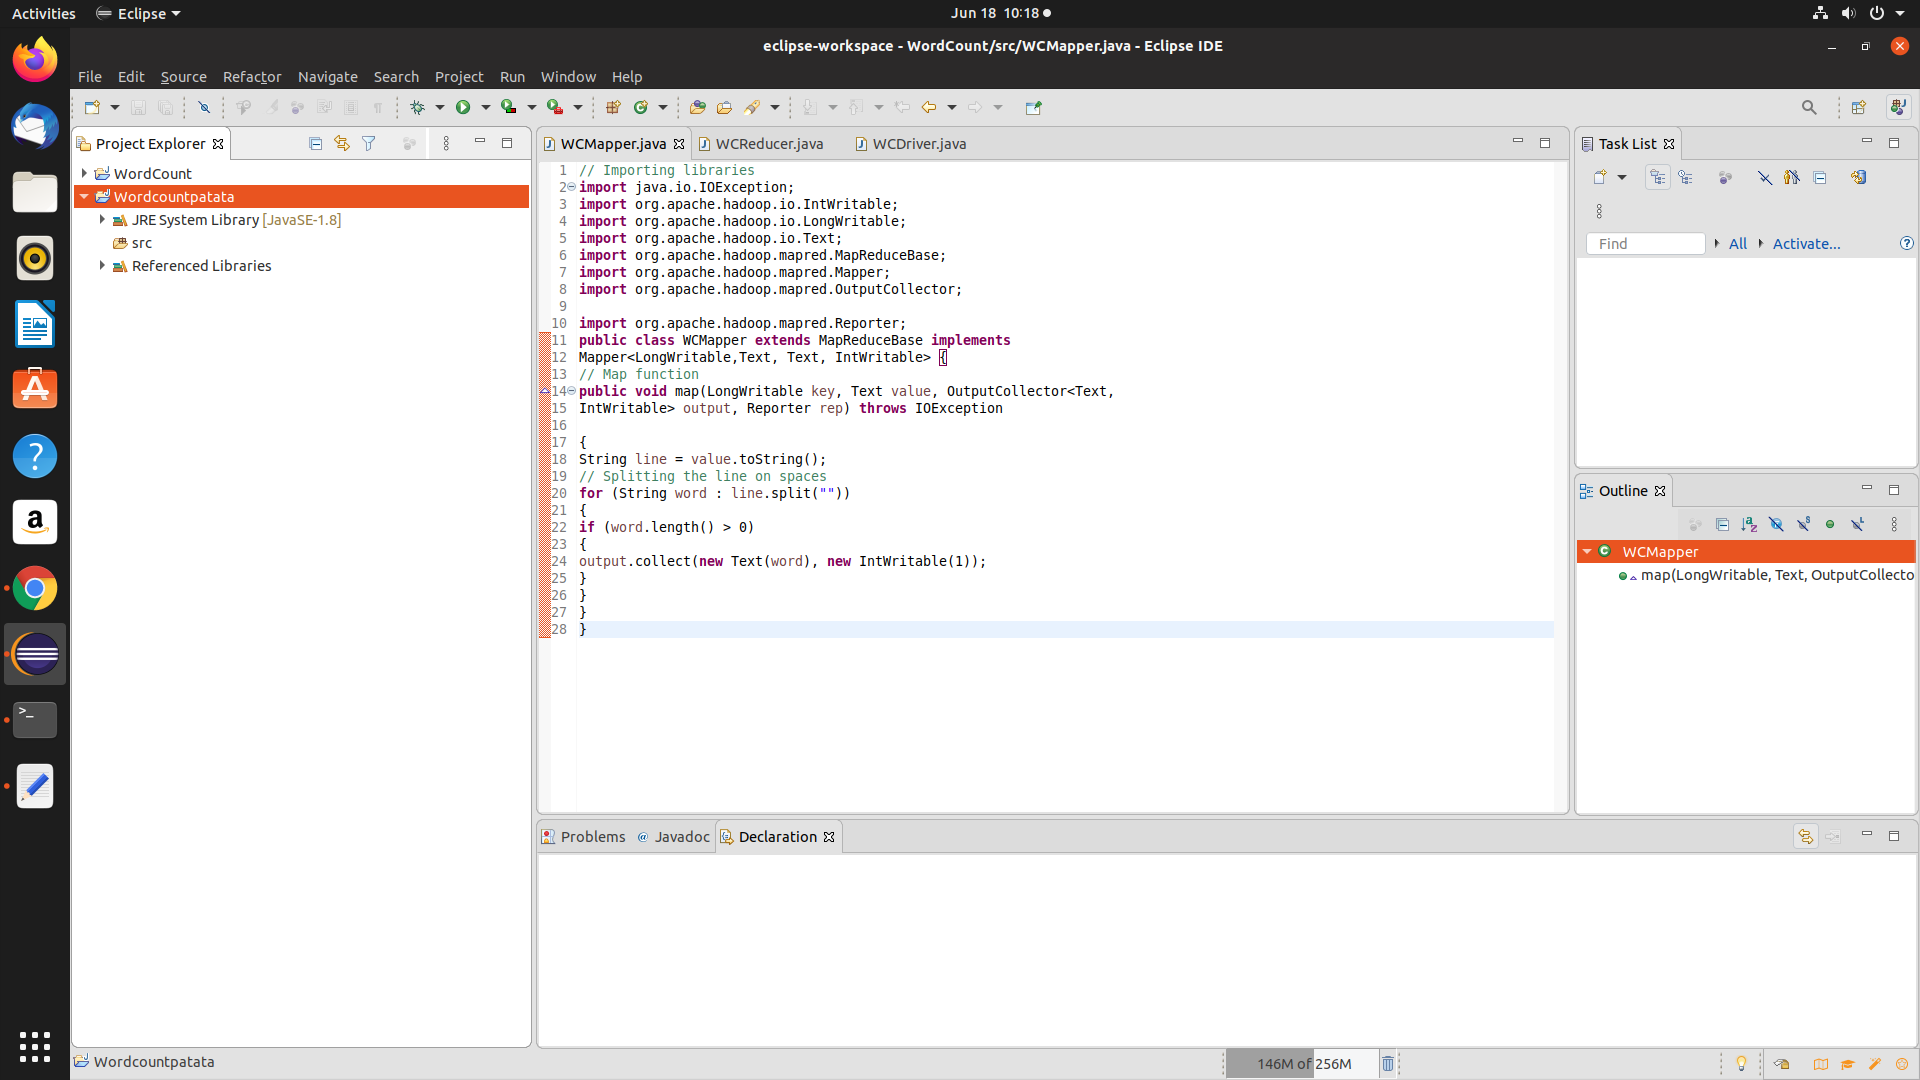 Activities Eclipse Jun 18 10:18
eclipse-workspace - WordCount/src/WCMapper.java - Eclipse IDE
File Edit Source Refactor Navigate Search Project Run Window Help
Project Explorer
WordCount
Wordcountpatata
JRE System Library [JavaSE-1.8]
src
Referenced Libraries
WCMapper.java WCReducer.java WCDriver.java
1 // Importing libraries
2 import java.io.IOException;
3 import org.apache.hadoop.io.IntWritable;
4 import org.apache.hadoop.io.LongWritable;
5 import org.apache.hadoop.io.Text;
6 import org.apache.hadoop.mapred.MapReduceBase;
7 import org.apache.hadoop.mapred.Mapper;
8 import org.apache.hadoop.mapred.OutputCollector;
9
10 import org.apache.hadoop.mapred.Reporter;
11 public class WCMapper extends MapReduceBase implements
12 Mapper<LongWritable,Text, Text, IntWritable> {
13 // Map function
14 public void map(LongWritable key, Text value, OutputCollector<Text,
15 IntWritable> output, Reporter rep) throws IOException
16
17 {
18 String line = value.toString();
19 // Splitting the line on spaces
20 for (String word : line.split(""))
21 {
22 if (word.length() > 0)
23 {
24 output.collect(new Text(word), new IntWritable(1));
25 }
26 }
27 }
28 }
Task List
Find All Activate...
Outline
WCMapper
map(LongWritable, Text, OutputCollecto
Problems Javadoc Declaration
Wordcountpatata
146M of 256M